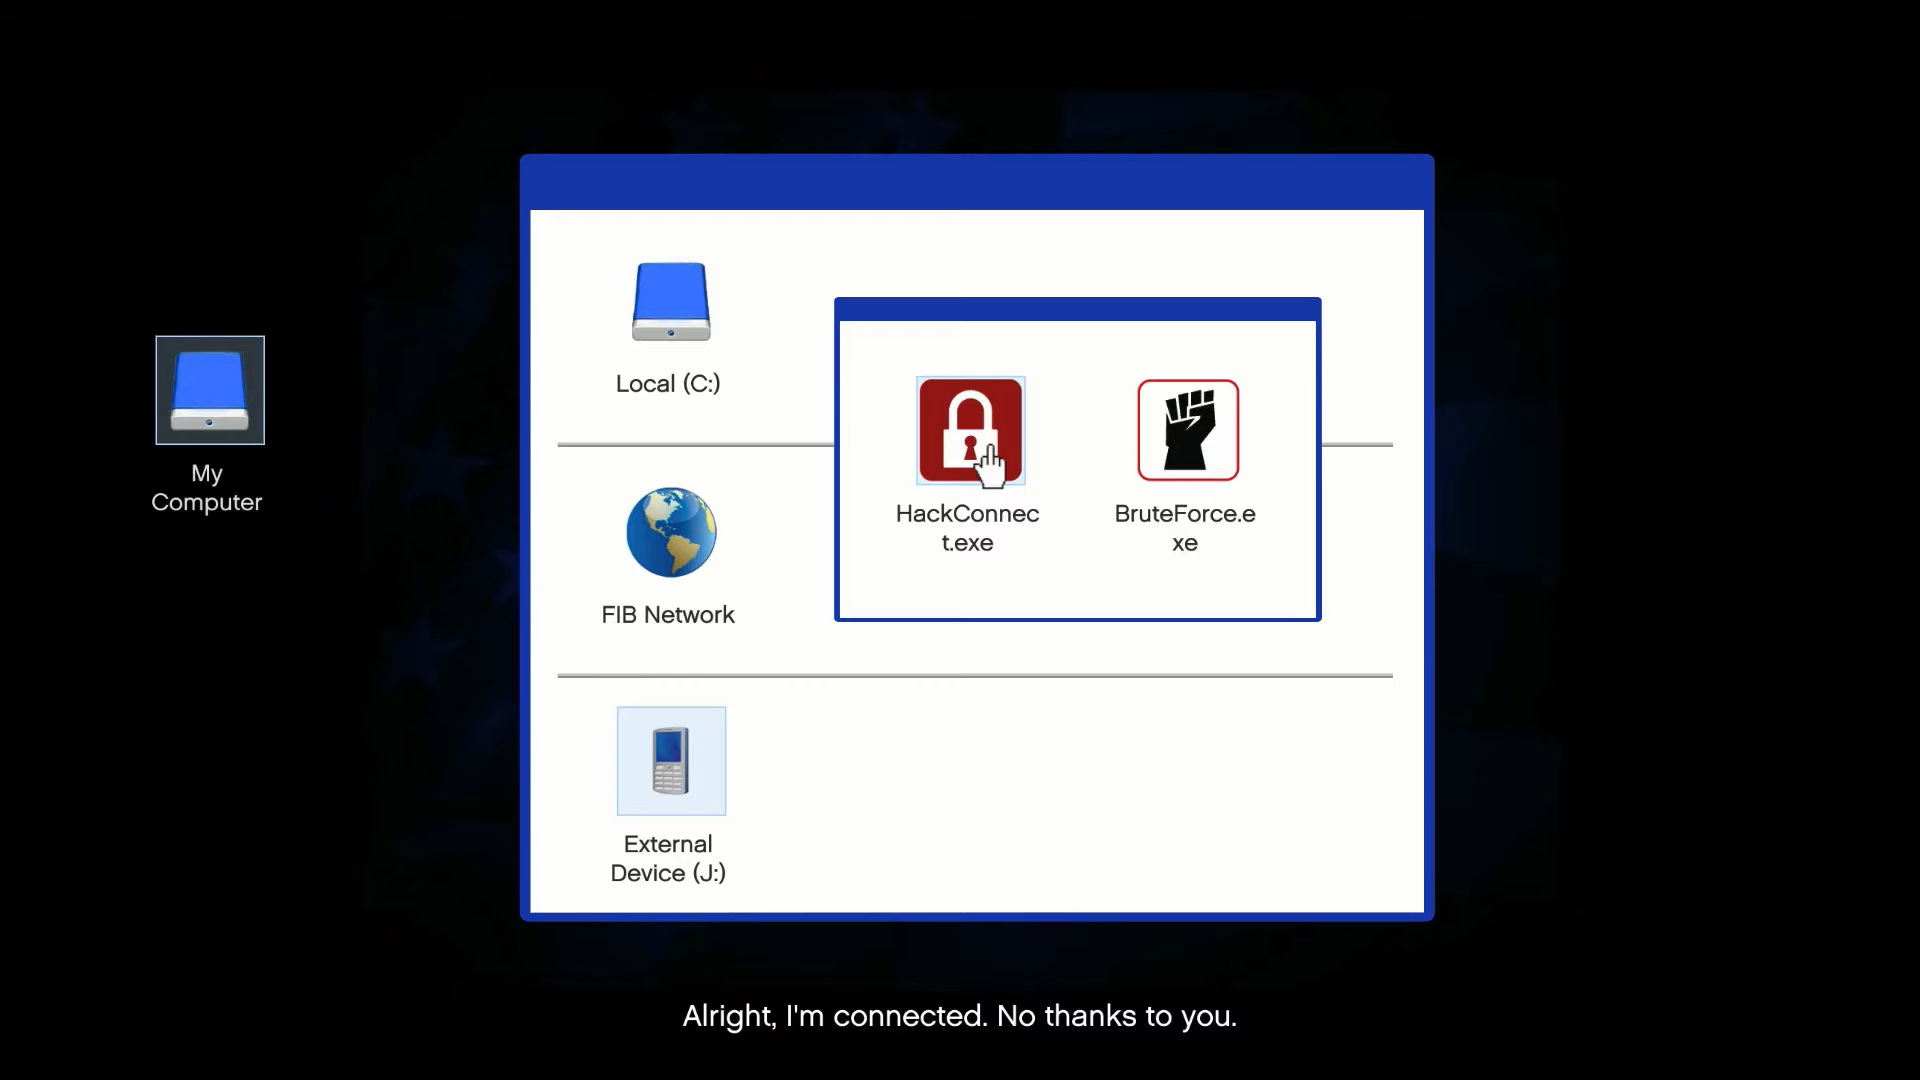 My
Computer
Local (C:)
FIB Network
External
Device (J:)
HackConnec
t.exe
BruteForce.e
xe
Alright, I'm connected. No thanks to you.